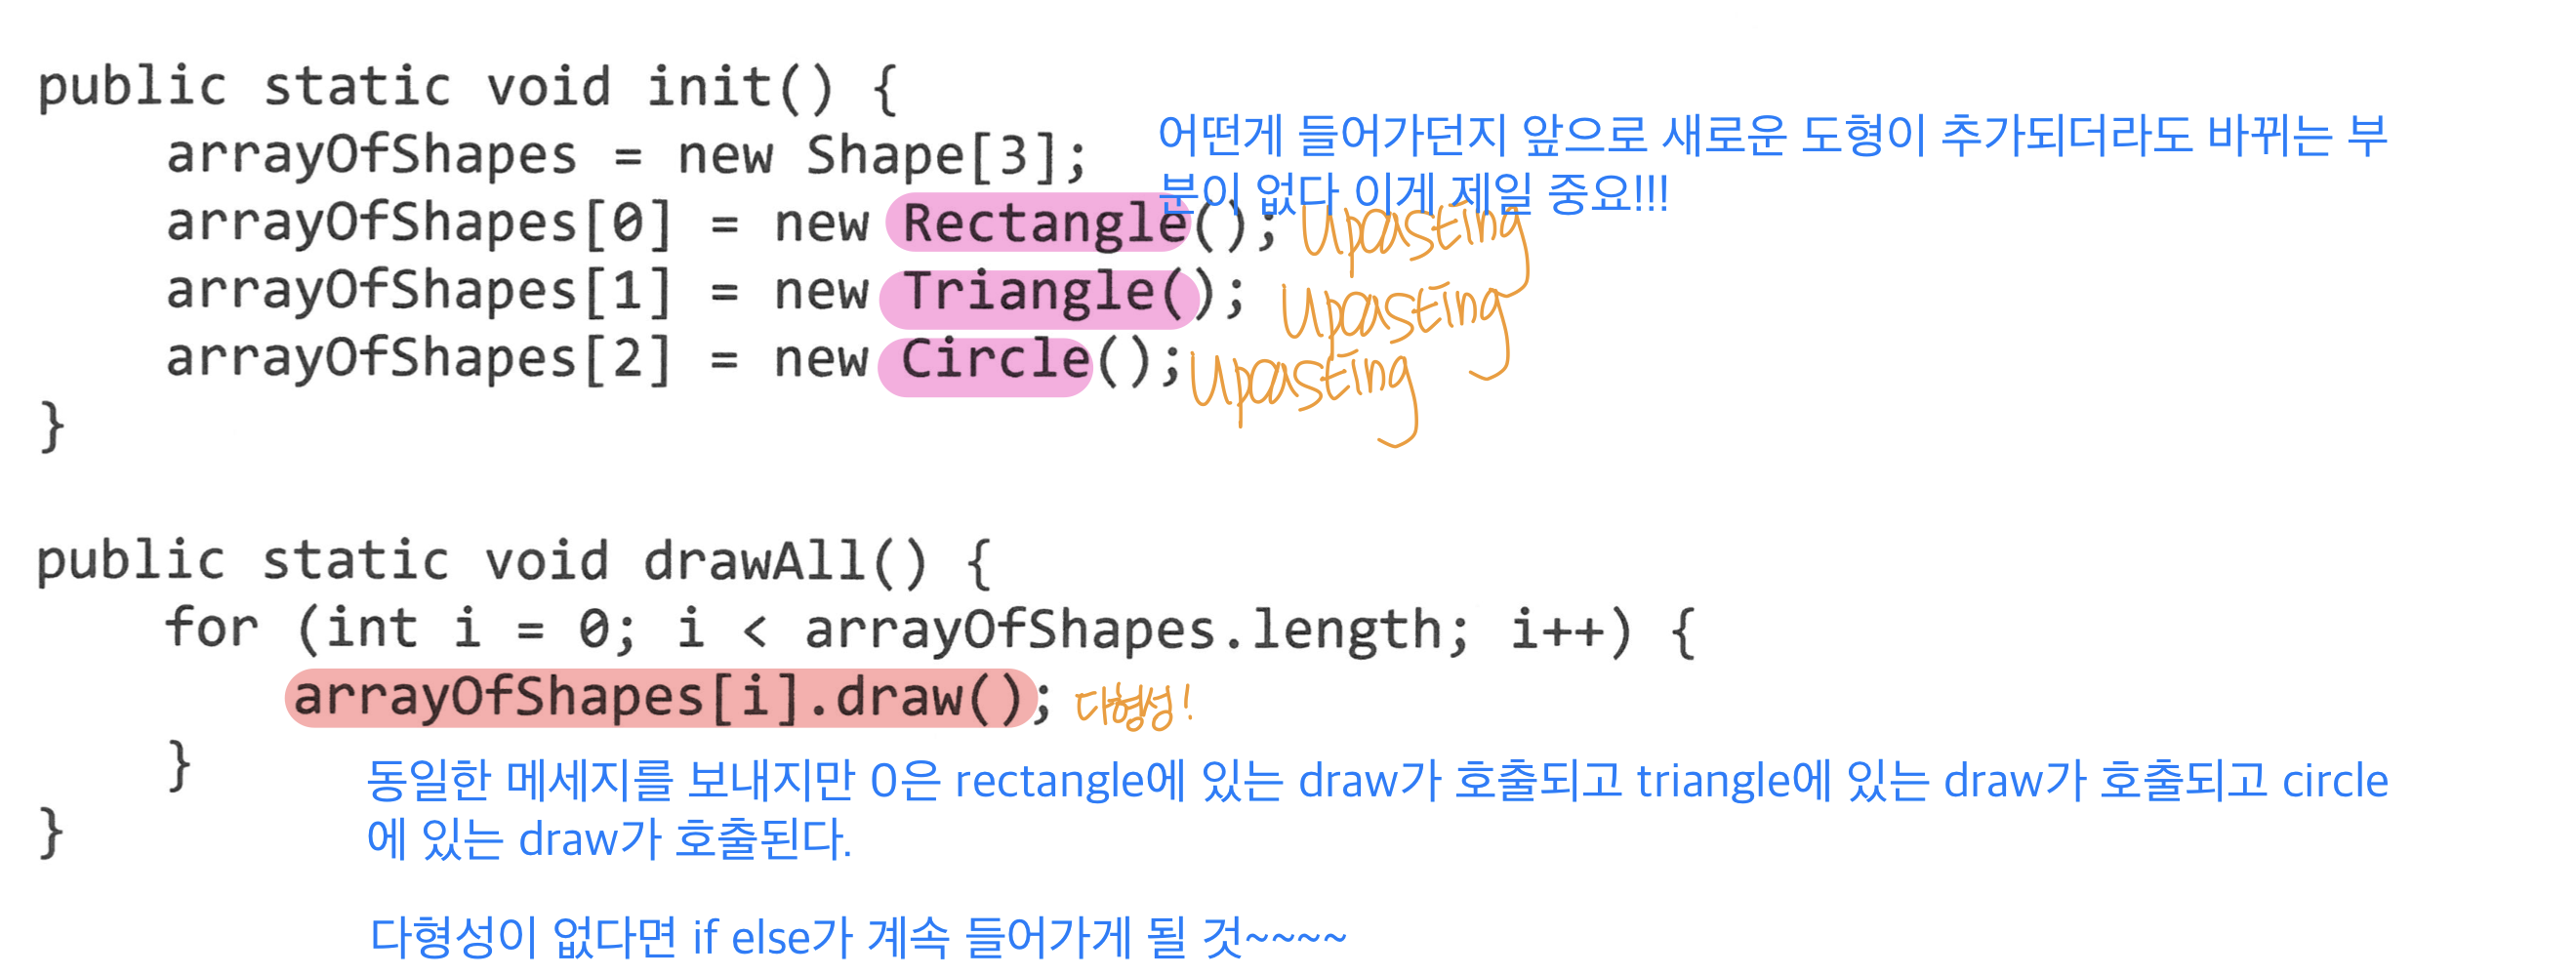 public static void init() {
어떤게 들어가던지 앞으로 새로운 도형이 추가되더라도 바뀌는 부
분이 없다 이게 제일 중요!!!
arrayOfShapes = new Shape[3];
arrayOfShapes[0] = new Rectangle(); Upcasting
arrayOfShapes[1] = new Triangle(); Upcasting
arrayOfShapes[2] = new Circle(); Upcasting
}
public static void drawAll() {
for (int i = 0; i < arrayOfShapes.length; i++) {
arrayOfShapes[i].draw(); 다형성!
}
동일한 메세지를 보내지만 0은 rectangle에 있는 draw가 호출되고 triangle에 있는 draw가 호출되고 circle
에 있는 draw가 호출된다.
}
다형성이 없다면 if else가 계속 들어가게 될 것~~~~